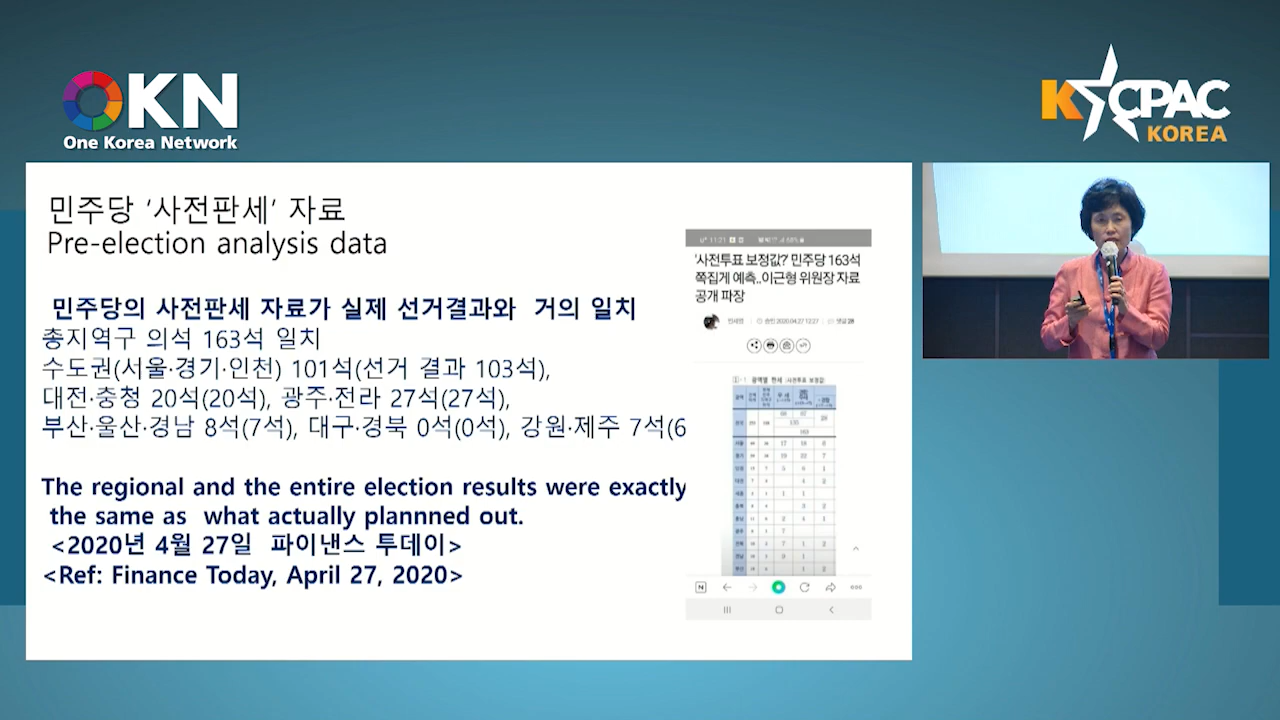 OKN
One Korea Network
K CPAC
KOREA
민주당 ‘사전판세‘ 자료
Pre-election analysis data
민주당의 사전판세 자료가 실제 선거결과와 거의 일치
총지역구 의석 163석 일치
수도권(서울·경기·인천) 101석(선거 결과 103석),
대전·충청 20석(20석), 광주·전라 27석(27석),
부산·울산·경남 8석(7석), 대구·경북 0석(0석), 강원·제주 7석(6
The regional and the entire election results were exactly
the same as what actually plannned out.
<2020년 4월 27일 파이낸스 투데이>
<Ref: Finance Today, April 27, 2020>
'사전투표 보정값?' 민주당 163석
쪽집게 예측..이근형 위원장 자료
공개 파장